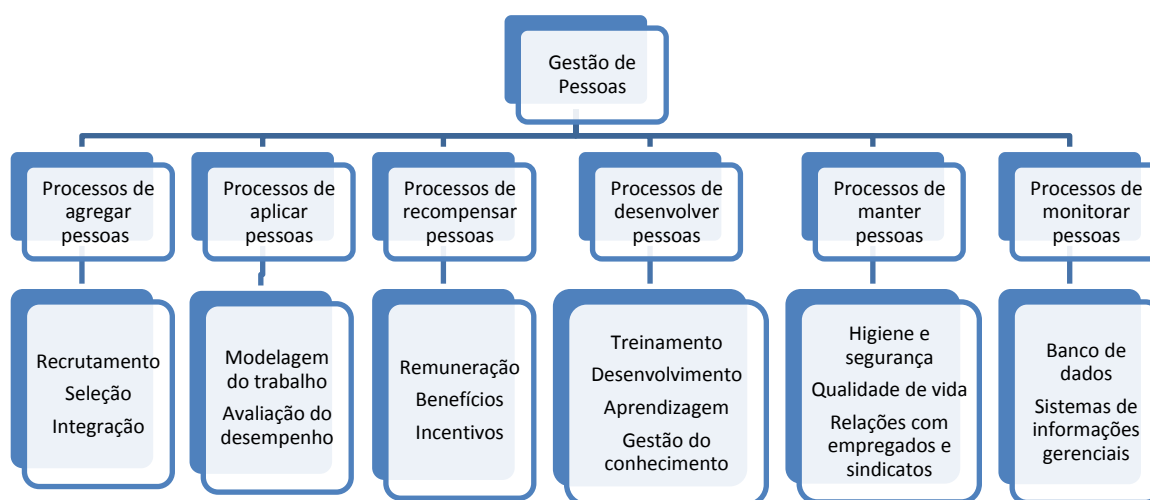 Gestão de
Pessoas
Processos de
agregar
pessoas
Processos de
aplicar
pessoas
Processos de
recompensar
pessoas
Processos de
desenvolver
pessoas
Processos de
manter
pessoas
Processos de
monitorar
pessoas
Recrutamento
Seleção
Integração
Modelagem
do trabalho
Avaliação do
desempenho
Remuneração
Benefícios
Incentivos
Treinamento
Desenvolvimento
Aprendizagem
Gestão do
conhecimento
Higiene e
segurança
Qualidade de vida
Relações com
empregados e
sindicatos
Banco de
dados
Sistemas de
informações
gerenciais